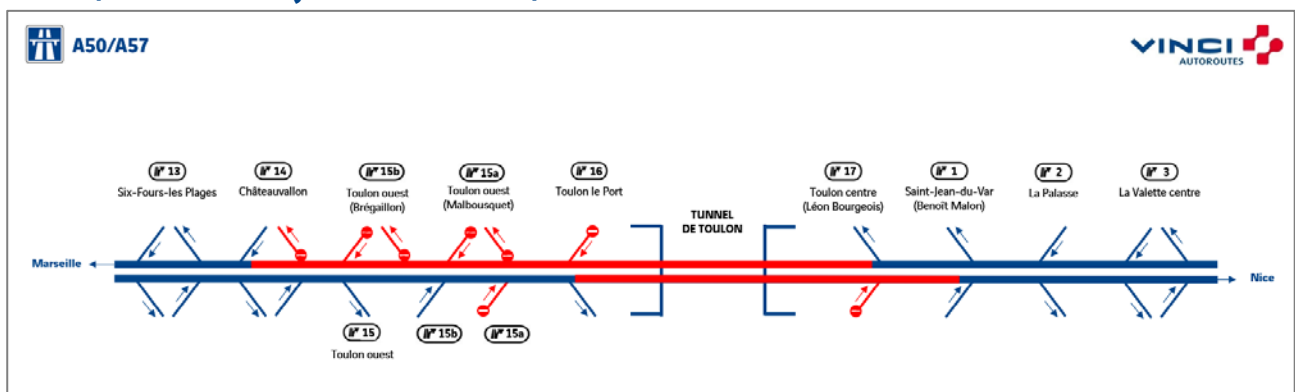 A50/A57
VINCI
AUTOROUTES
13
Six-Fours-les Plages
14
Châteauvallon
15b
Toulon ouest
(Brégaillon)
15a
Toulon ouest
(Malbousquet)
16
Toulon le Port
TUNNEL
DE TOULON
17
Toulon centre
(Léon Bourgeois)
1
Saint-Jean-du-Var
(Benoît Malon)
2
La Palasse
3
La Valette centre
Marseille
Nice
15
Toulon ouest
15b
15a